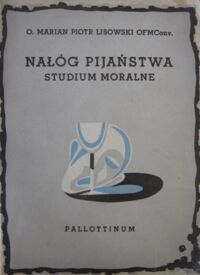 O. MARIAN PIOTR LISOWSKI OFMConv.
NAŁÓG PIJAŃSTWA
STUDIUM MORALNE
PALLOTTINUM